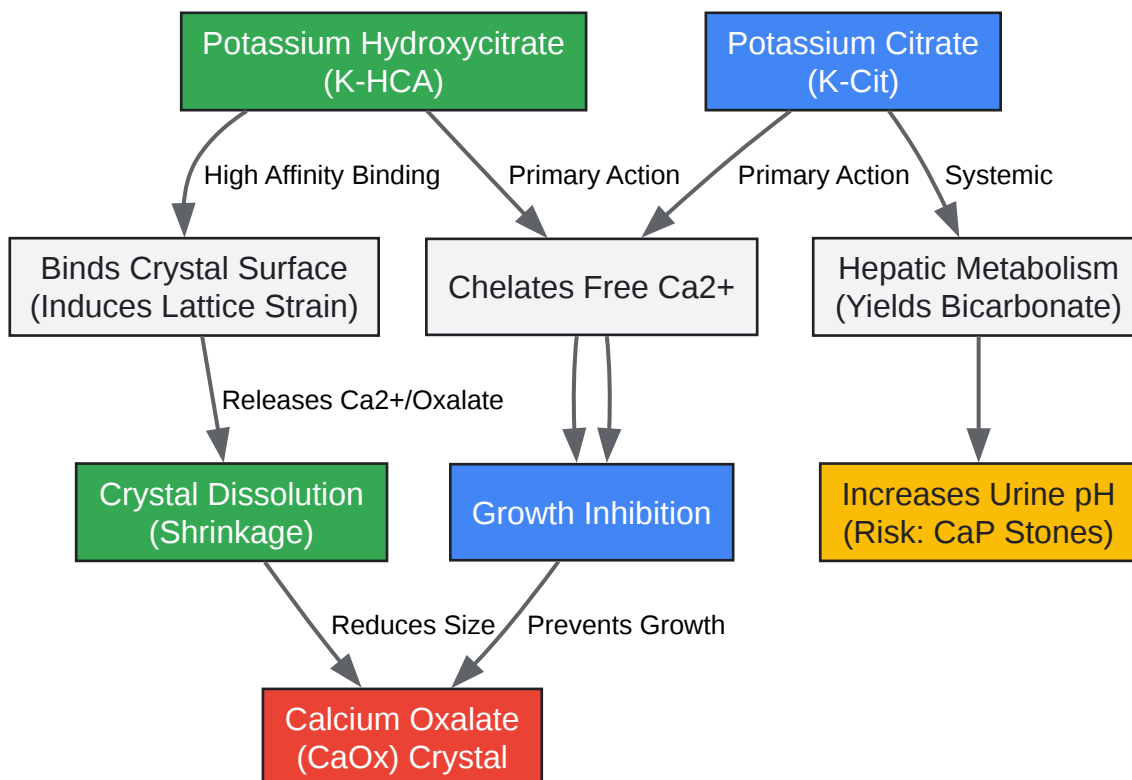 Potassium Hydroxycitrate
(K-HCA)
Potassium Citrate
(K-Cit)
High Affinity Binding
Primary Action
Primary Action
Systemic
Binds Crystal Surface
(Induces Lattice Strain)
Chelates Free Ca2+
Hepatic Metabolism
(Yields Bicarbonate)
Releases Ca2+/Oxalate
Crystal Dissolution
(Shrinkage)
Growth Inhibition
Increases Urine pH
(Risk: CaP Stones)
Reduces Size
Prevents Growth
Calcium Oxalate
(CaOx) Crystal